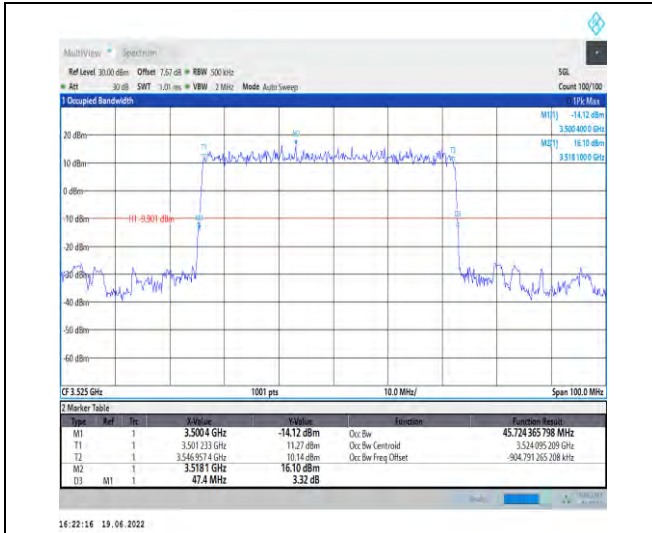 MultiView Spectrum
Ref Level 30.00 dBm Offset 7.67 dB RBW 500 kHz SGL
Att 30 dB SWT 1.01 ms VBW 2 MHz Mode Auto Sweep Count 100/100
1 Occupied Bandwidth 1Pk Max
M1[1] -14.12 dBm
3.500 400 0 GHz
20 dBm M2[1] 16.10 dBm
3.518 100 0 GHz
T1 M2 T2
10 dBm
0 dBm
-10 dBm H1 -9.901 dBm D3
M1
-20 dBm
-30 dBm
-40 dBm
-50 dBm
-60 dBm
CF 3.525 GHz 1001 pts 10.0 MHz/ Span 100.0 MHz
2 Marker Table
Type Ref Trc X-Value Y-Value Function Function Result
M1 1 3.5004 GHz -14.12 dBm Occ Bw 45.724 365 798 MHz
T1 1 3.501 233 GHz 11.27 dBm Occ Bw Centroid 3.524 095 209 GHz
T2 1 3.546 957 4 GHz 10.14 dBm Occ Bw Freq Offset -904.791 265 208 kHz
M2 1 3.5181 GHz 16.10 dBm
D3 M1 1 47.4 MHz 3.32 dB
16:22:16 19.06.2022